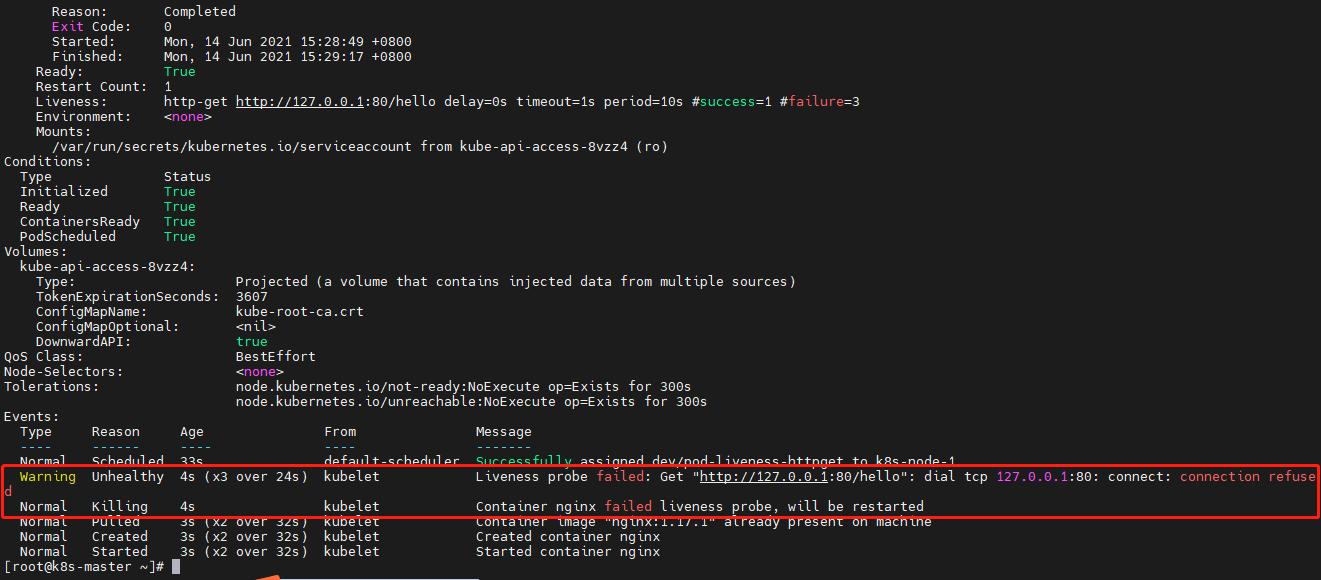 Reason:       Completed
      Exit Code:    0
      Started:      Mon, 14 Jun 2021 15:28:49 +0800
      Finished:     Mon, 14 Jun 2021 15:29:17 +0800
    Ready:          True
    Restart Count:  1
    Liveness:       http-get http://127.0.0.1:80/hello delay=0s timeout=1s period=10s #success=1 #failure=3
    Environment:    <none>
    Mounts:
      /var/run/secrets/kubernetes.io/serviceaccount from kube-api-access-8vzz4 (ro)
Conditions:
  Type              Status
  Initialized       True
  Ready             True
  ContainersReady   True
  PodScheduled      True
Volumes:
  kube-api-access-8vzz4:
    Type:                    Projected (a volume that contains injected data from multiple sources)
    TokenExpirationSeconds:  3607
    ConfigMapName:           kube-root-ca.crt
    ConfigMapOptional:       <nil>
    DownwardAPI:             true
QoS Class:                   BestEffort
Node-Selectors:              <none>
Tolerations:                 node.kubernetes.io/not-ready:NoExecute op=Exists for 300s
                             node.kubernetes.io/unreachable:NoExecute op=Exists for 300s
Events:
  Type     Reason     Age               From               Message
  ----     ------     ----              ----               -------
  Normal   Scheduled  33s               default-scheduler  Successfully assigned dev/pod-liveness-httpget to k8s-node-1
  Warning  Unhealthy  4s (x3 over 24s)  kubelet            Liveness probe failed: Get "http://127.0.0.1:80/hello": dial tcp 127.0.0.1:80: connect: connection refuse
d
  Normal   Killing    4s                kubelet            Container nginx failed liveness probe, will be restarted
  Normal   Pulled     3s (x2 over 32s)  kubelet            Container image "nginx:1.17.1" already present on machine
  Normal   Created    3s (x2 over 32s)  kubelet            Created container nginx
  Normal   Started    3s (x2 over 32s)  kubelet            Started container nginx
[root@k8s-master ~]#